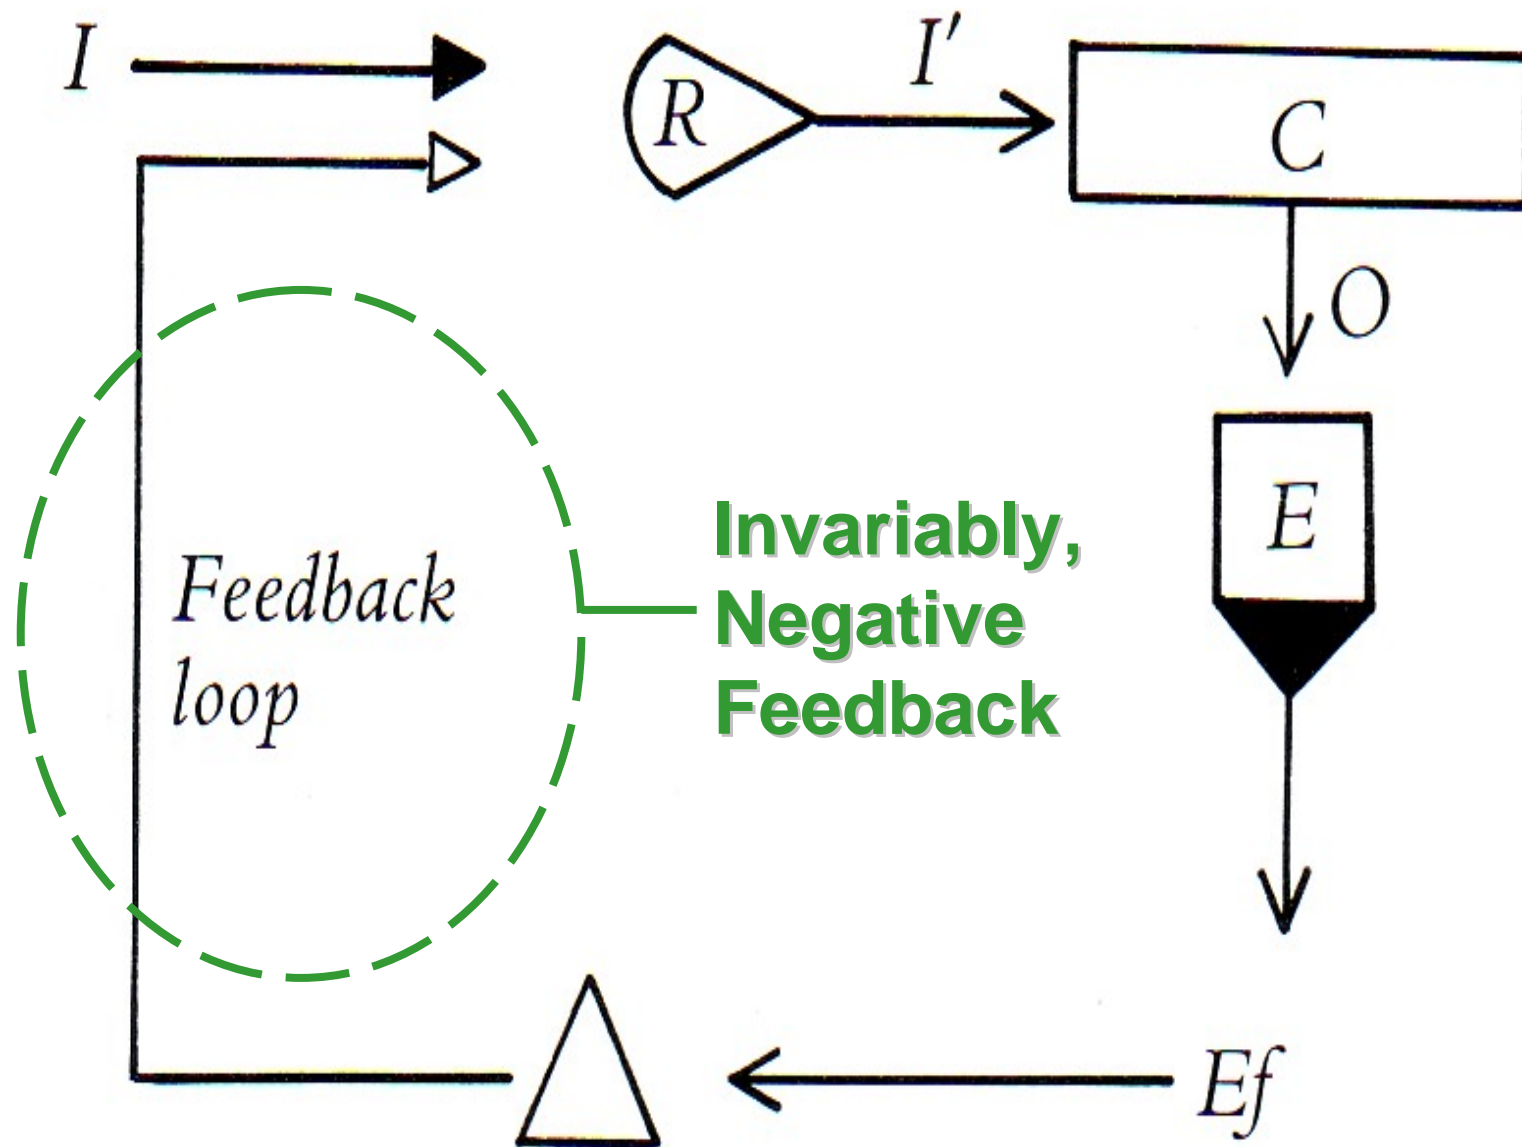 I
R
I′
C
O
E
Feedback
loop
Invariably,
Negative
Feedback
Ef